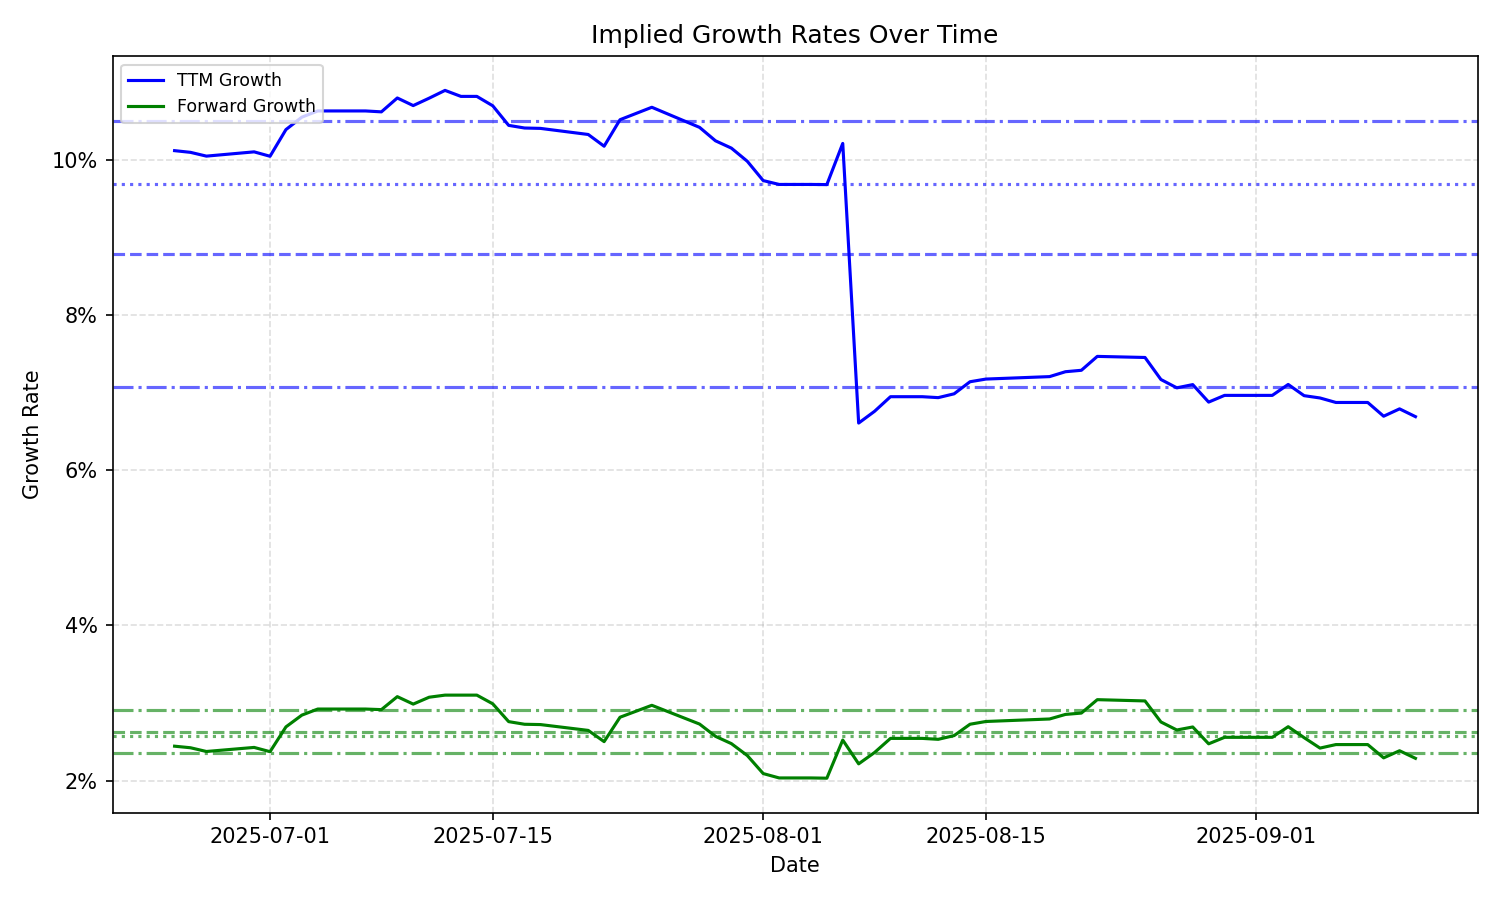 Implied Growth Rates Over Time
TTM Growth
Forward Growth
10%
8%
6%
4%
2%
Growth Rate
2025-07-01
2025-07-15
2025-08-01
2025-08-15
2025-09-01
Date